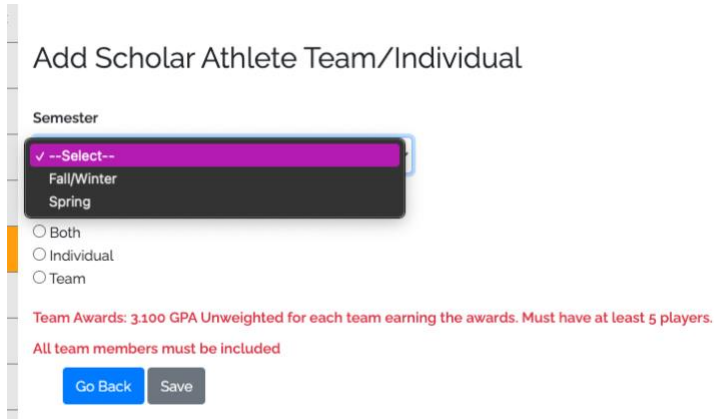 Add Scholar Athlete Team/Individual
Semester
✓ --Select--
Fall/Winter
Spring
Both
Individual
Team
Team Awards: 3.100 GPA Unweighted for each team earning the awards. Must have at least 5 players.
All team members must be included
Go Back Save